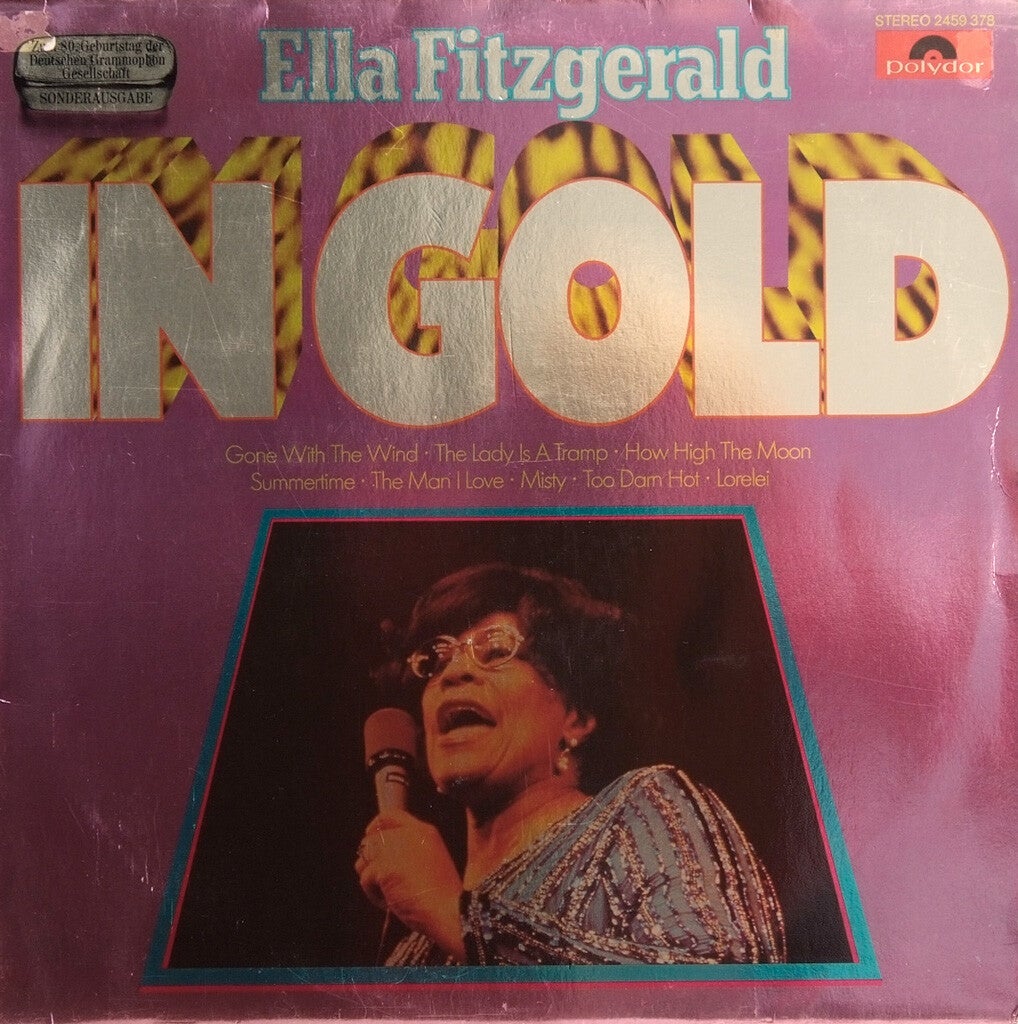 80. Geburtstag der
Deutschen Grammophon
Gesellschaft
SONDERAUSGABE
Ella Fitzgerald
STEREO 2459 378
polydor
IN GOLD
Gone With The Wind · The Lady Is A Tramp · How High The Moon
Summertime · The Man I Love · Misty · Too Darn Hot · Lorelei